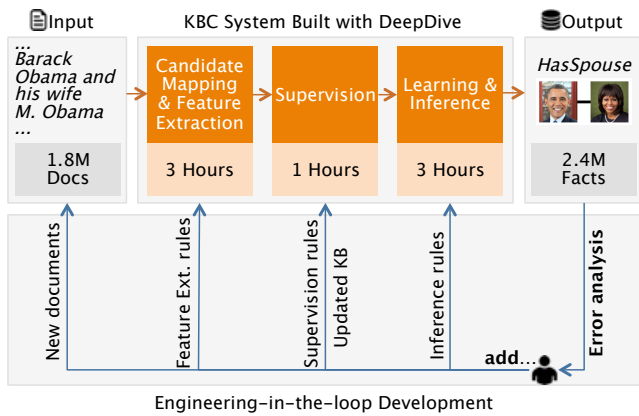 Input
KBC System Built with DeepDive
Output
...
Barack
Obama and
his wife
M. Obama
...
1.8M
Docs
Candidate
Mapping
& Feature
Extraction
3 Hours
Supervision
1 Hours
Learning &
Inference
3 Hours
HasSpouse
2.4M
Facts
New documents
Feature Ext. rules
Supervision rules
Updated KB
Inference rules
add...
Error analysis
Engineering-in-the-loop Development